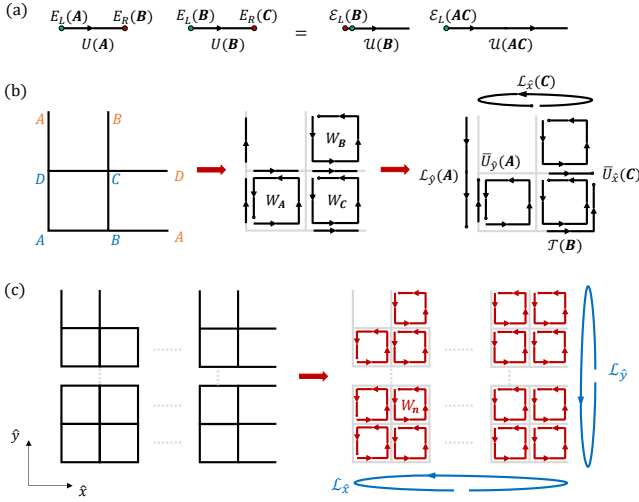 (a)
E_L(A) E_R(B) E_L(B) E_R(C) ℰ_L(B) ℰ_L(AC)
U(A) U(B) = 𝒰(B) 𝒰(AC)
(b)
ℒ_x̂(C)
A B
W_B
D C D
ℒ_ŷ(A) Ū_ŷ(A) Ū_x̂(C)
W_A W_C
A B A
𝒯(B)
(c)
ℒ_ŷ
W_n
ŷ
x̂
ℒ_x̂